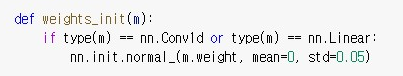 def weights_init(m):
    if type(m) == nn.Conv1d or type(m) == nn.Linear:
        nn.init.normal_(m.weight, mean=0, std=0.05)